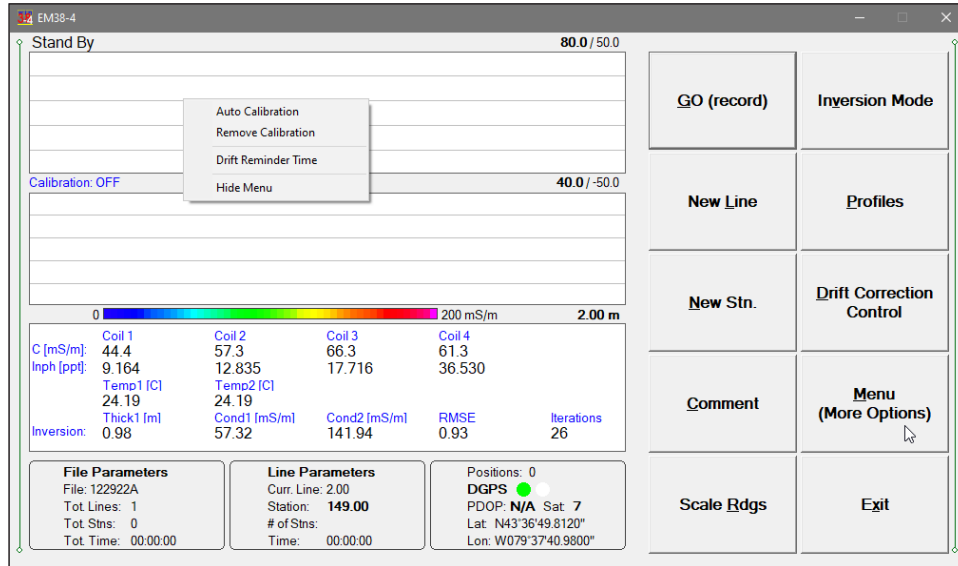 EM38-4
Stand By 80.0 / 50.0
Auto Calibration
Remove Calibration
Drift Reminder Time
Hide Menu
Calibration: OFF 40.0 / -50.0
0 200 mS/m 2.00 m
Coil 1 Coil 2 Coil 3 Coil 4
C [mS/m]: 44.4 57.3 66.3 61.3
Inph [ppt]: 9.164 12.835 17.716 36.530
Temp1 [C] Temp2 [C]
24.19 24.19
Thick1 [m] Cond1 [mS/m] Cond2 [mS/m] RMSE Iterations
Inversion: 0.98 57.32 141.94 0.93 26
File Parameters
File: 122922A
Tot. Lines: 1
Tot. Stns: 0
Tot. Time: 00:00:00
Line Parameters
Curr. Line: 2.00
Station: 149.00
# of Stns:
Time: 00:00:00
Positions: 0
DGPS
PDOP: N/A Sat: 7
Lat: N43°36'49.8120"
Lon: W079°37'40.9800"
GO (record)
Inversion Mode
New Line
Profiles
New Stn.
Drift Correction
Control
Comment
Menu
(More Options)
Scale Rdgs
Exit